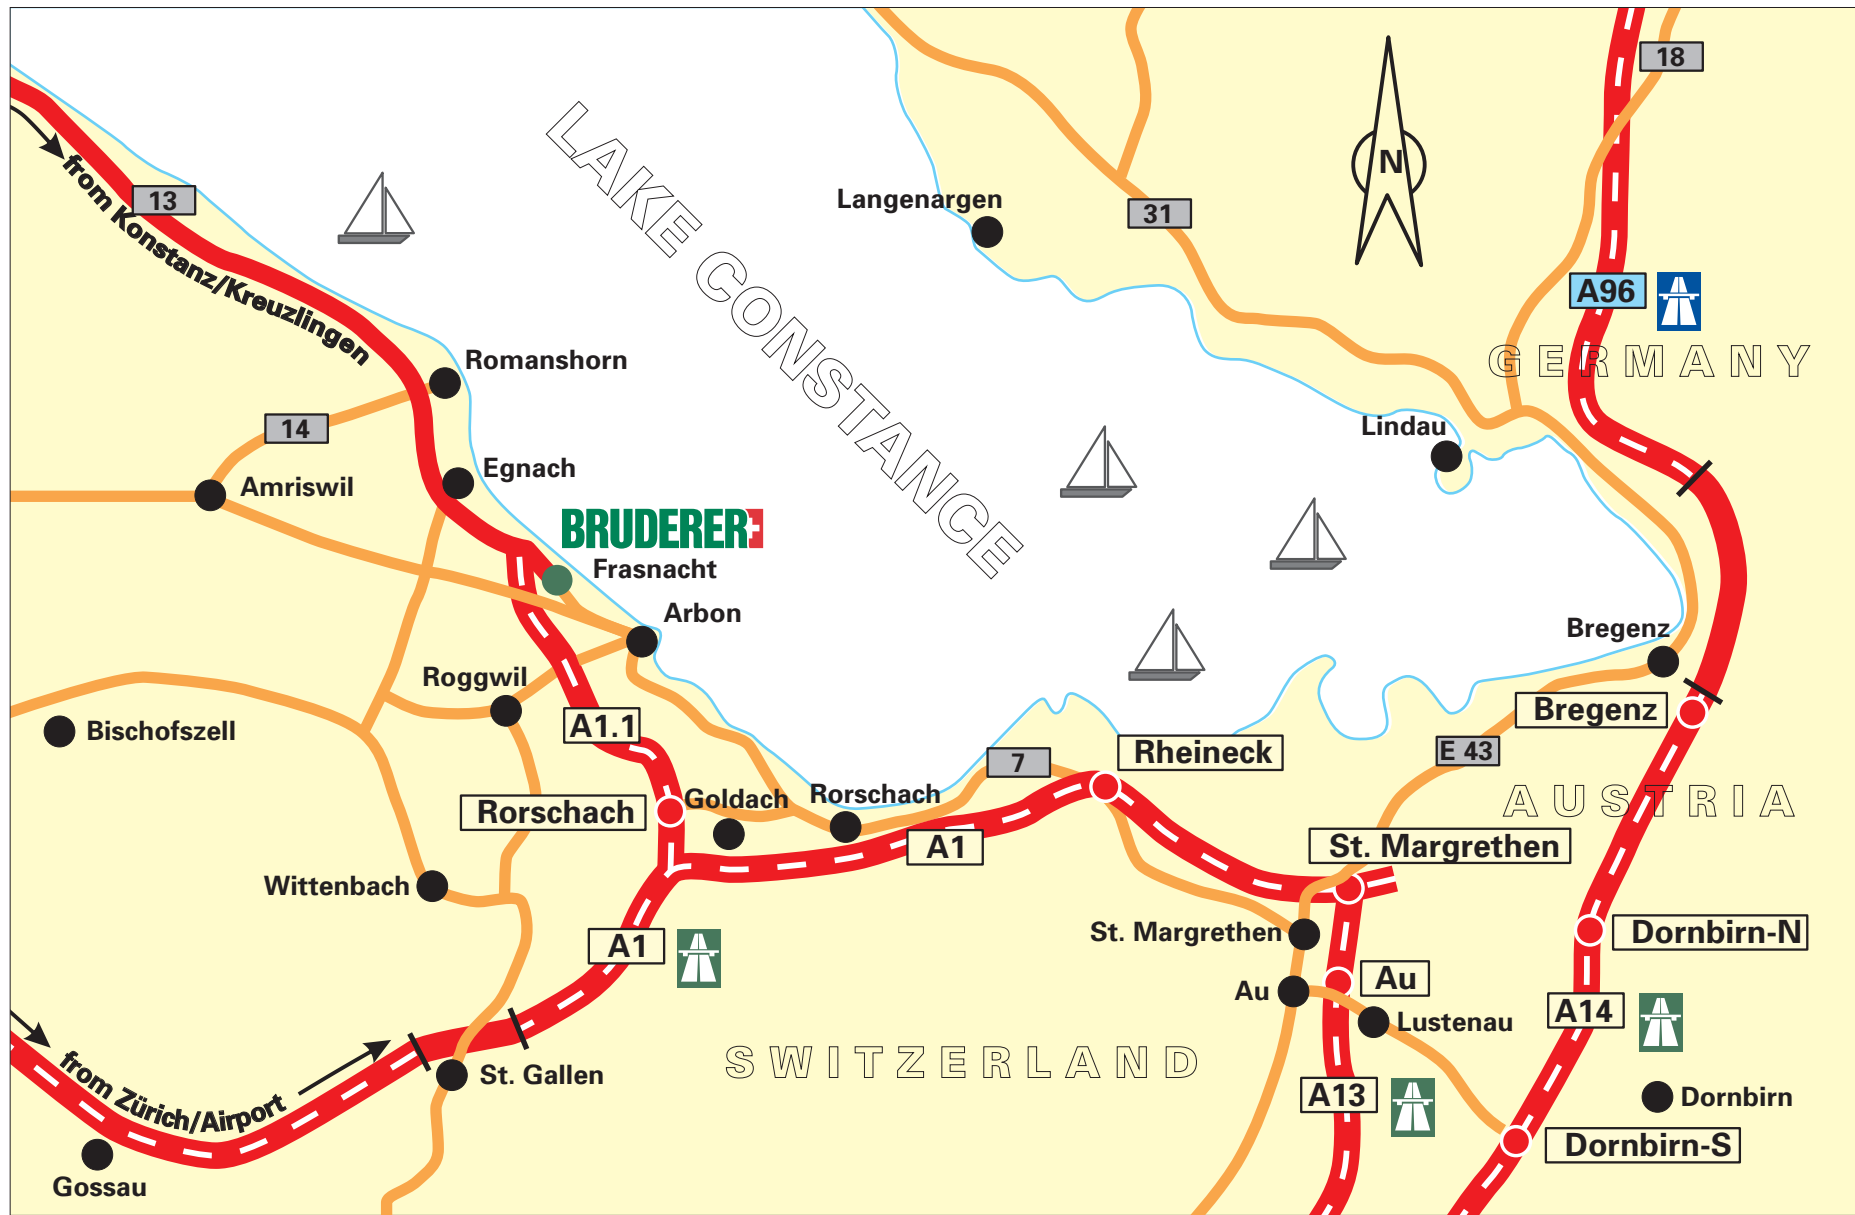 18
13
from Konstanz/Kreuzlingen
LAKE CONSTANCE
N
Langenargen
31
A96
GERMANY
Romanshorn
14
Lindau
Egnach
Amriswil
BRUDERER
Frasnacht
Arbon
Bregenz
Roggwil
A1.1
Bischofszell
Bregenz
E 43
Rheineck
7
AUSTRIA
Goldach
Rorschach
Rorschach
A1
St. Margrethen
Wittenbach
A1
St. Margrethen
Dornbirn-N
Au
Au
A14
Lustenau
SWITZERLAND
from Zürich/Airport
St. Gallen
A13
Dornbirn
Dornbirn-S
Gossau